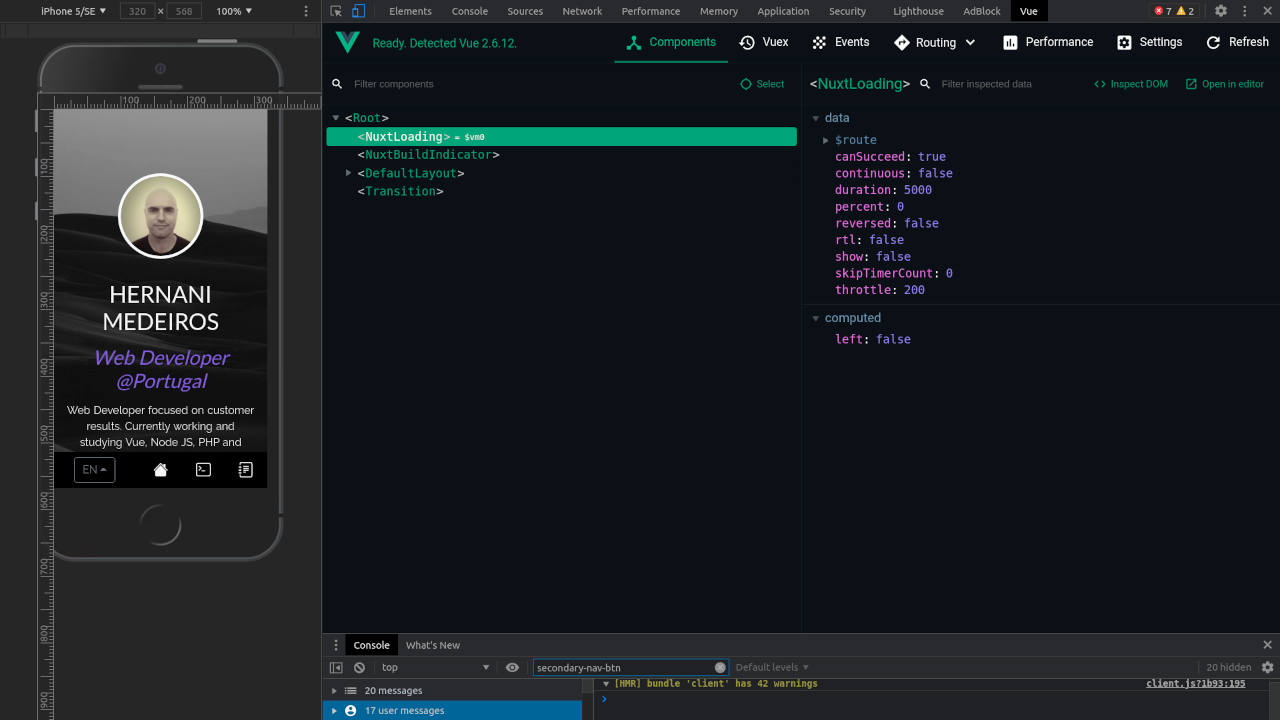 iPhone 5/SE ▼ 320 × 568 100% ▼
Elements Console Sources Network Performance Memory Application Security Lighthouse AdBlock Vue 7 2
Ready. Detected Vue 2.6.12.
Components Vuex Events Routing Performance Settings Refresh
Filter components Select
<NuxtLoading> Filter inspected data Inspect DOM Open in editor
<Root>
<NuxtLoading> = $vm0
<NuxtBuildIndicator>
<DefaultLayout>
<Transition>
data
$route
canSucceed: true
continuous: false
duration: 5000
percent: 0
reversed: false
rtl: false
show: false
skipTimerCount: 0
throttle: 200
computed
left: false
100 200 300
100
200
300
400
500
600
700
800
900
HERNANI
MEDEIROS
Web Developer
@Portugal
Web Developer focused on customer
results. Currently working and
studying Vue, Node JS, PHP and
EN
Console What's New
top secondary-nav-btn Default levels 20 hidden
20 messages
17 user messages
[HMR] bundle 'client' has 42 warnings client.js?1b93:195